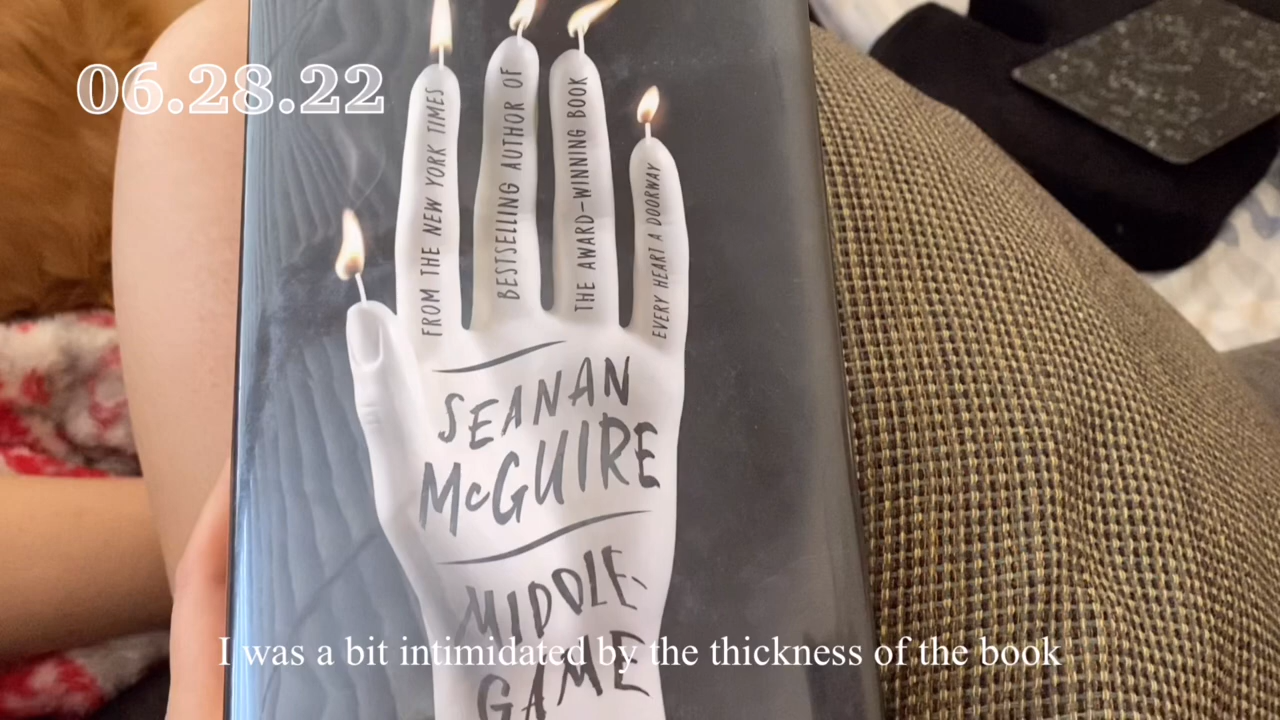 06.28.22
FROM THE NEW YORK TIMES
BESTSELLING AUTHOR OF
THE AWARD-WINNING BOOK
EVERY HEART A DOORWAY
SEANAN
McGUIRE
MIDDLE-
GAME
I was a bit intimidated by the thickness of the book